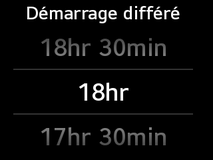 Démarrage différé
18hr 30min
18hr
17hr 30min